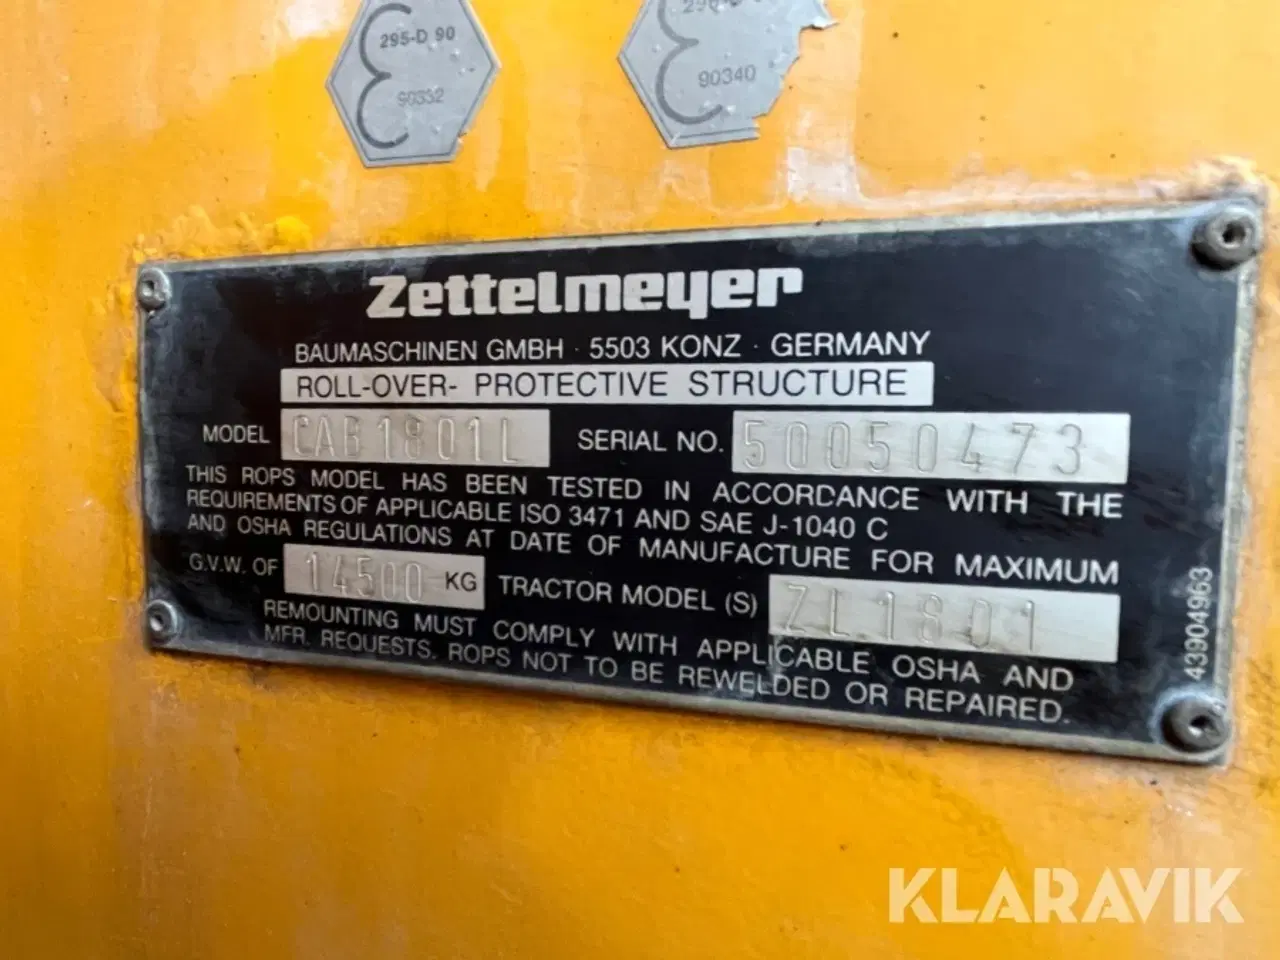 295-D 90
90332
90340
Zettelmeyer
BAUMASCHINEN GMBH · 5503 KONZ · GERMANY
ROLL-OVER- PROTECTIVE STRUCTURE
MODEL CAB1801L SERIAL NO. 50050473
THIS ROPS MODEL HAS BEEN TESTED IN ACCORDANCE WITH THE
REQUIREMENTS OF APPLICABLE ISO 3471 AND SAE J-1040 C
AND OSHA REGULATIONS AT DATE OF MANUFACTURE FOR MAXIMUM
G.V.W. OF 14500 KG TRACTOR MODEL (S) ZL1801
REMOUNTING MUST COMPLY WITH APPLICABLE OSHA AND
MFR. REQUESTS. ROPS NOT TO BE REWELDED OR REPAIRED.
43904963
KLARAVIK